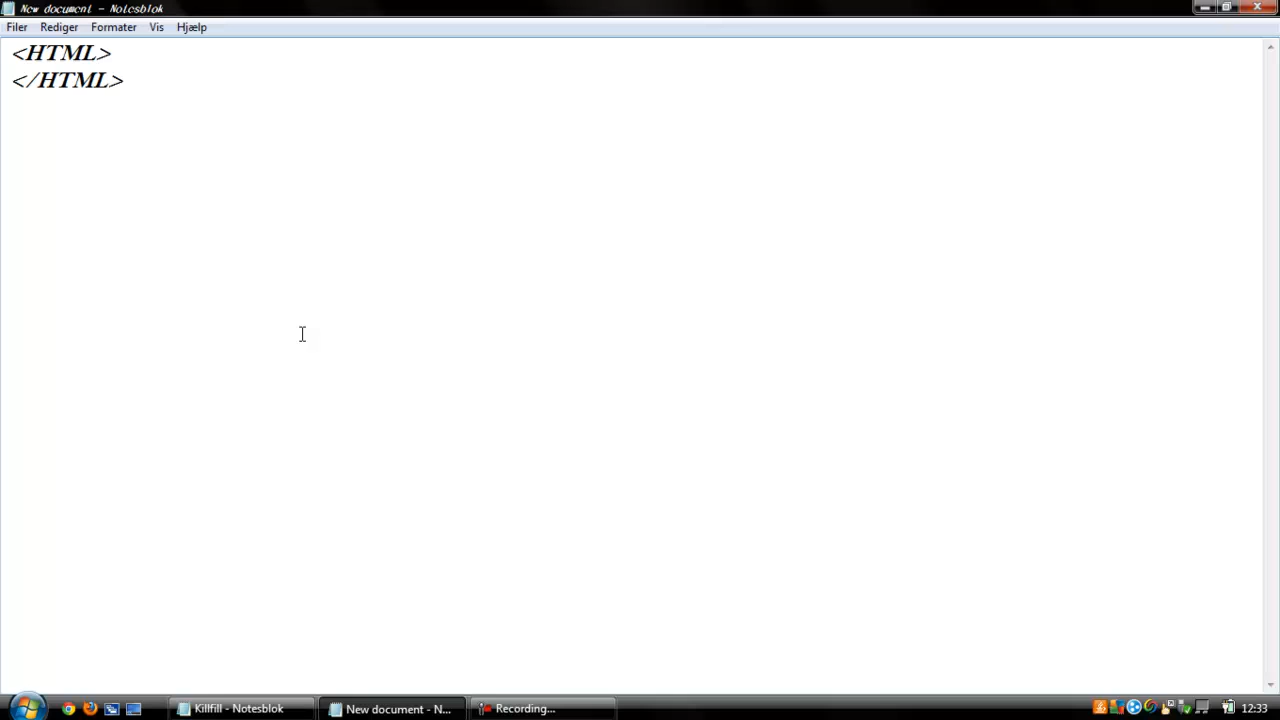 New document - Notesblok
Filer Rediger Formater Vis Hjælp
<HTML>
</HTML>
Killfill - Notesblok New document - N... Recording... 12:33